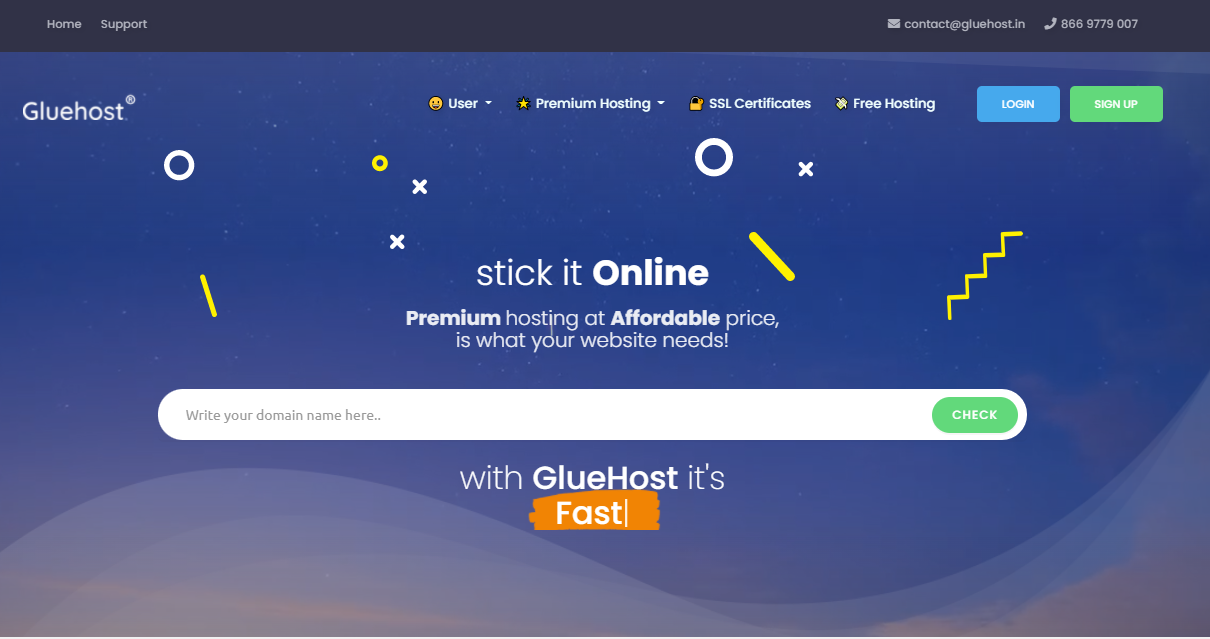 Home Support contact@gluehost.in 866 9779 007
Gluehost® User Premium Hosting SSL Certificates Free Hosting LOGIN SIGN UP
stick it Online
Premium hosting at Affordable price,
is what your website needs!
Write your domain name here.. CHECK
with GlueHost it's
Fast|